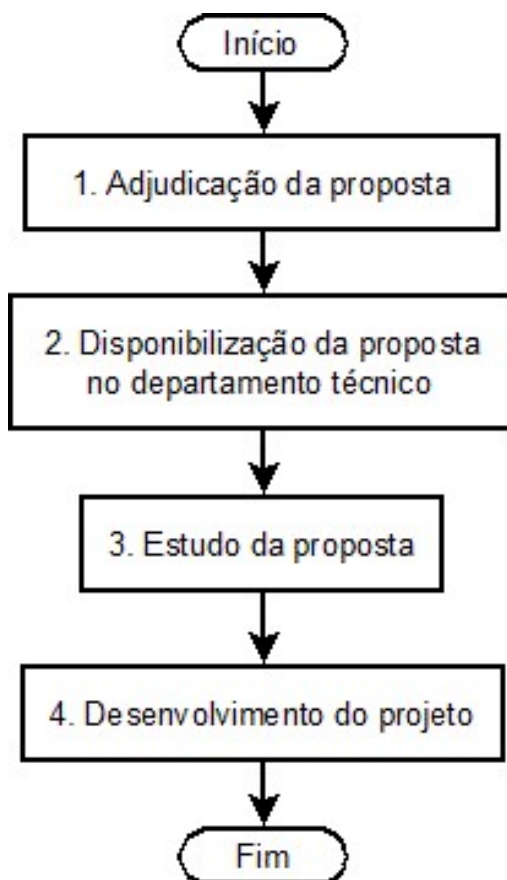 Início
1. Adjudicação da proposta
2. Disponibilização da proposta
no departamento técnico
3. Estudo da proposta
4. Desenvolvimento do projeto
Fim